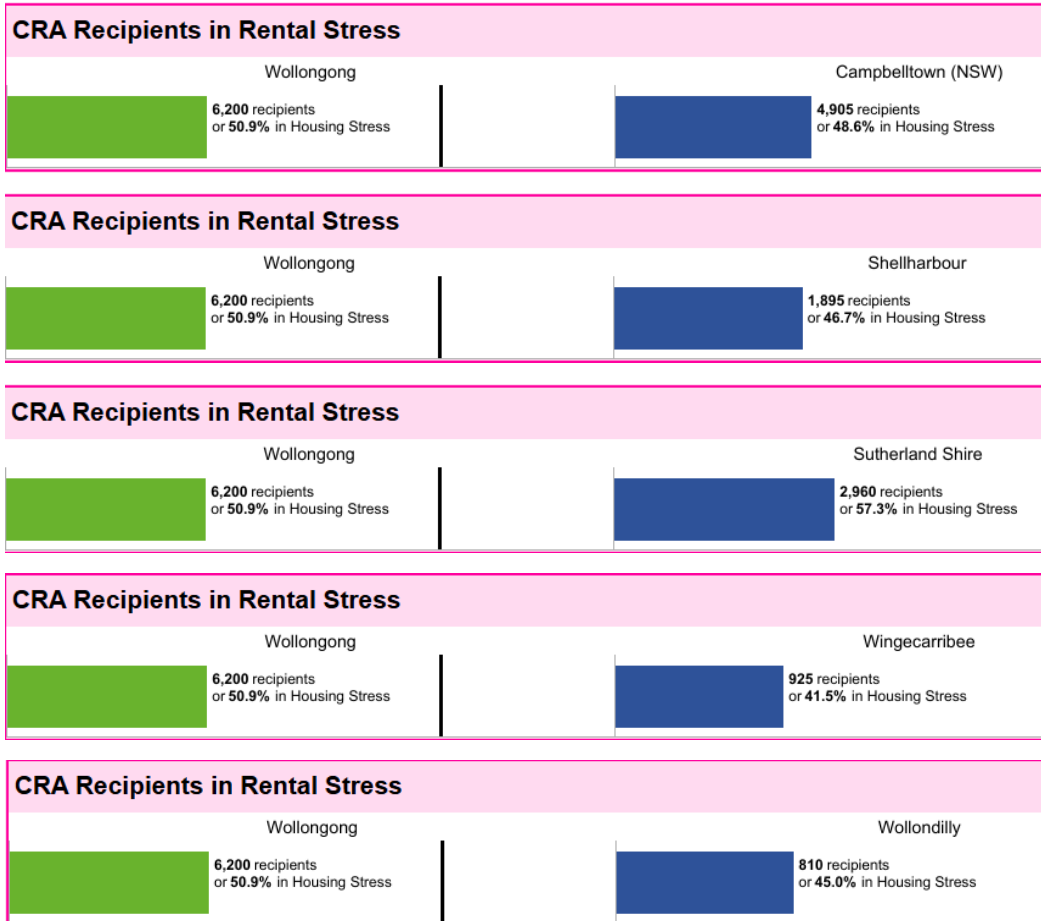 CRA Recipients in Rental Stress
Wollongong
Campbelltown (NSW)
6,200 recipients
or 50.9% in Housing Stress
4,905 recipients
or 48.6% in Housing Stress
CRA Recipients in Rental Stress
Wollongong
Shellharbour
6,200 recipients
or 50.9% in Housing Stress
1,895 recipients
or 46.7% in Housing Stress
CRA Recipients in Rental Stress
Wollongong
Sutherland Shire
6,200 recipients
or 50.9% in Housing Stress
2,960 recipients
or 57.3% in Housing Stress
CRA Recipients in Rental Stress
Wollongong
Wingecarribee
6,200 recipients
or 50.9% in Housing Stress
925 recipients
or 41.5% in Housing Stress
CRA Recipients in Rental Stress
Wollongong
Wollondilly
6,200 recipients
or 50.9% in Housing Stress
810 recipients
or 45.0% in Housing Stress